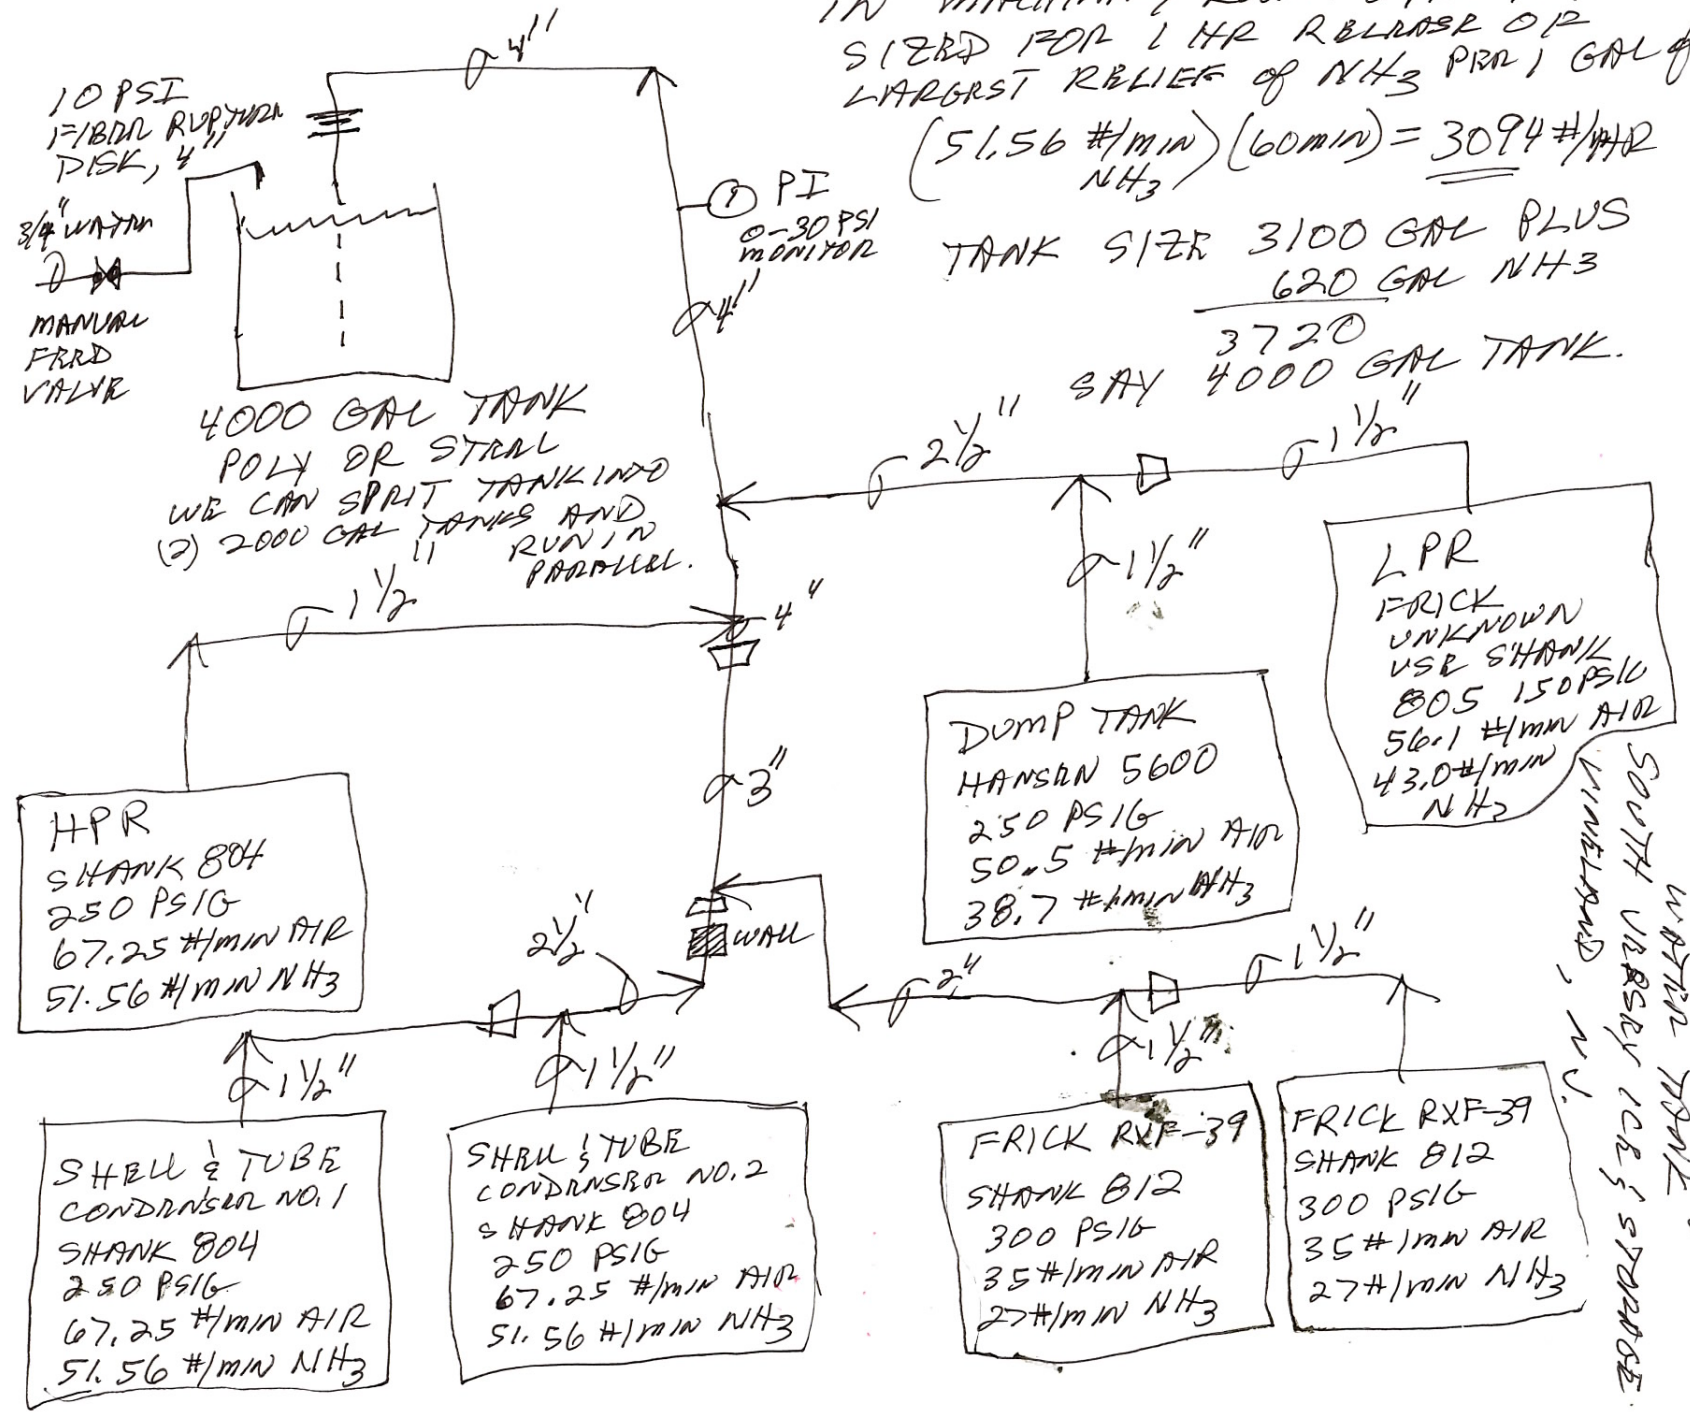 SIZED FOR 1 HR RELEASE OF
LARGEST RELIEF of NH3 PER 1 GAL of
(51.56 #/min NH3)(60min) = 3094 #/HR
TANK SIZE 3100 GAL PLUS
620 GAL NH3
3720
SAY 4000 GAL TANK.
4"
10 PSI
FIBER RUPTURE
DISK, 4"
3/4" WATER
MANUAL
FEED
VALVE
PI
0-30 PSI
MONITOR
4"
4000 GAL TANK
POLY OR STEEL
WE CAN SPRIT TANK INTO
(2) 2000 GAL TANKS AND
RUN IN
PARALLEL.
1 1/2"
4"
2 1/2"
1 1/2"
1 1/2"
LPR
FRICK
UNKNOWN
USE SHANK
805 150 PSIG
56.1 #/min AIR
43.0 #/min
NH3
DUMP TANK
HANSEN 5600
250 PSIG
50.5 #/min AIR
38.7 #/min NH3
3"
HPR
SHANK 804
250 PSIG
67.25 #/min AIR
51.56 #/min NH3
WALL
2 1/2"
2"
1 1/2"
1 1/2"
1 1/2"
1 1/2"
SHELL & TUBE
CONDENSER NO. 1
SHANK 804
250 PSIG
67.25 #/min AIR
51.56 #/min NH3
SHELL & TUBE
CONDENSER NO. 2
SHANK 804
250 PSIG
67.25 #/min AIR
51.56 #/min NH3
FRICK RXF-39
SHANK 812
300 PSIG
35 #/min AIR
27 #/min NH3
FRICK RXF-39
SHANK 812
300 PSIG
35 #/min AIR
27 #/min NH3
WATER TANK
SOUTH JERSEY ICE & STORAGE
VINELAND, NJ.